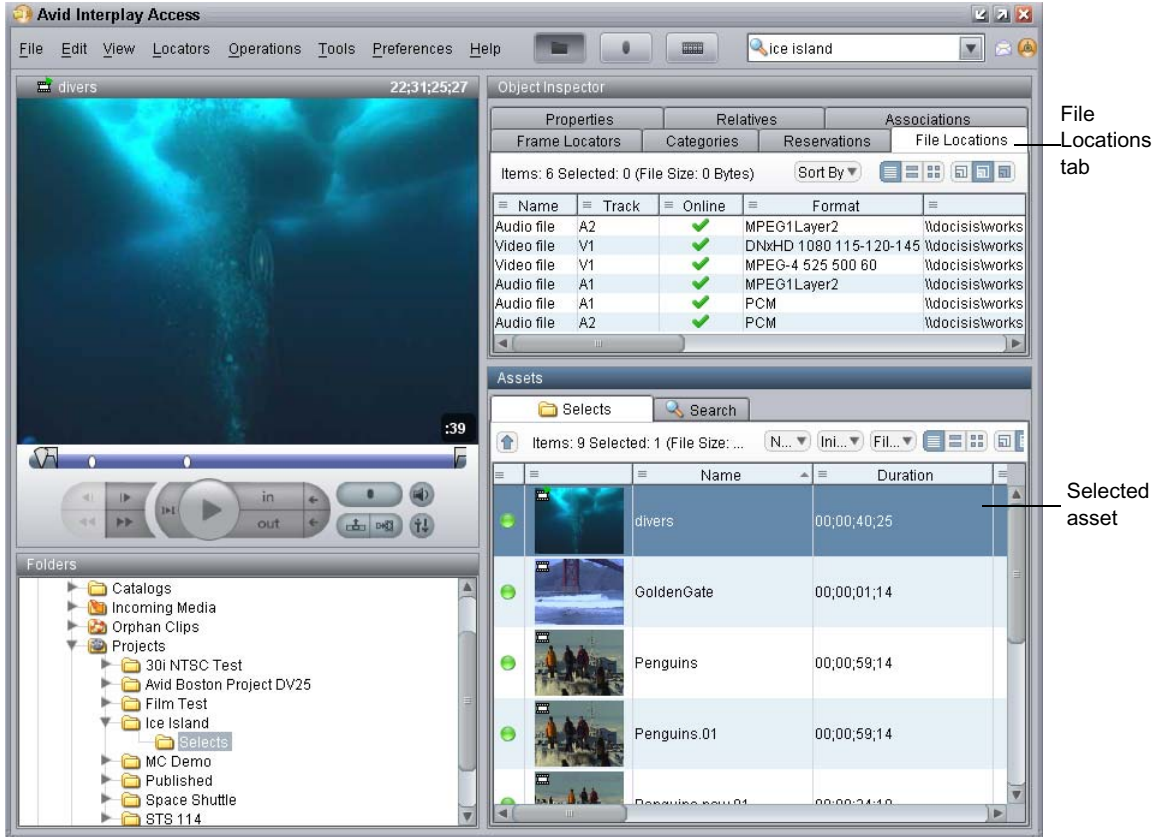 Avid Interplay Access
File Edit View Locators Operations Tools Preferences Help
ice island
divers 22;31;25;27
:39
in
out
Folders
Catalogs
Incoming Media
Orphan Clips
Projects
30i NTSC Test
Avid Boston Project DV25
Film Test
Ice Island
Selects
MC Demo
Published
Space Shuttle
STS 114
Object Inspector
Properties Relatives Associations
Frame Locators Categories Reservations File Locations
Items: 6 Selected: 0 (File Size: 0 Bytes) Sort By
Name Track Online Format
Audio file A2 MPEG1Layer2 \\docisis\works
Video file V1 DNxHD 1080 115-120-145 \\docisis\works
Video file V1 MPEG-4 525 500 60 \\docisis\works
Audio file A1 MPEG1Layer2 \\docisis\works
Audio file A1 PCM \\docisis\works
Audio file A2 PCM \\docisis\works
Assets
Selects Search
Items: 9 Selected: 1 (File Size: ... N... Ini... Fil...
Name Duration
divers 00;00;40;25
GoldenGate 00;00;01;14
Penguins 00;00;59;14
Penguins.01 00;00;59;14
File
Locations
tab
Selected
asset